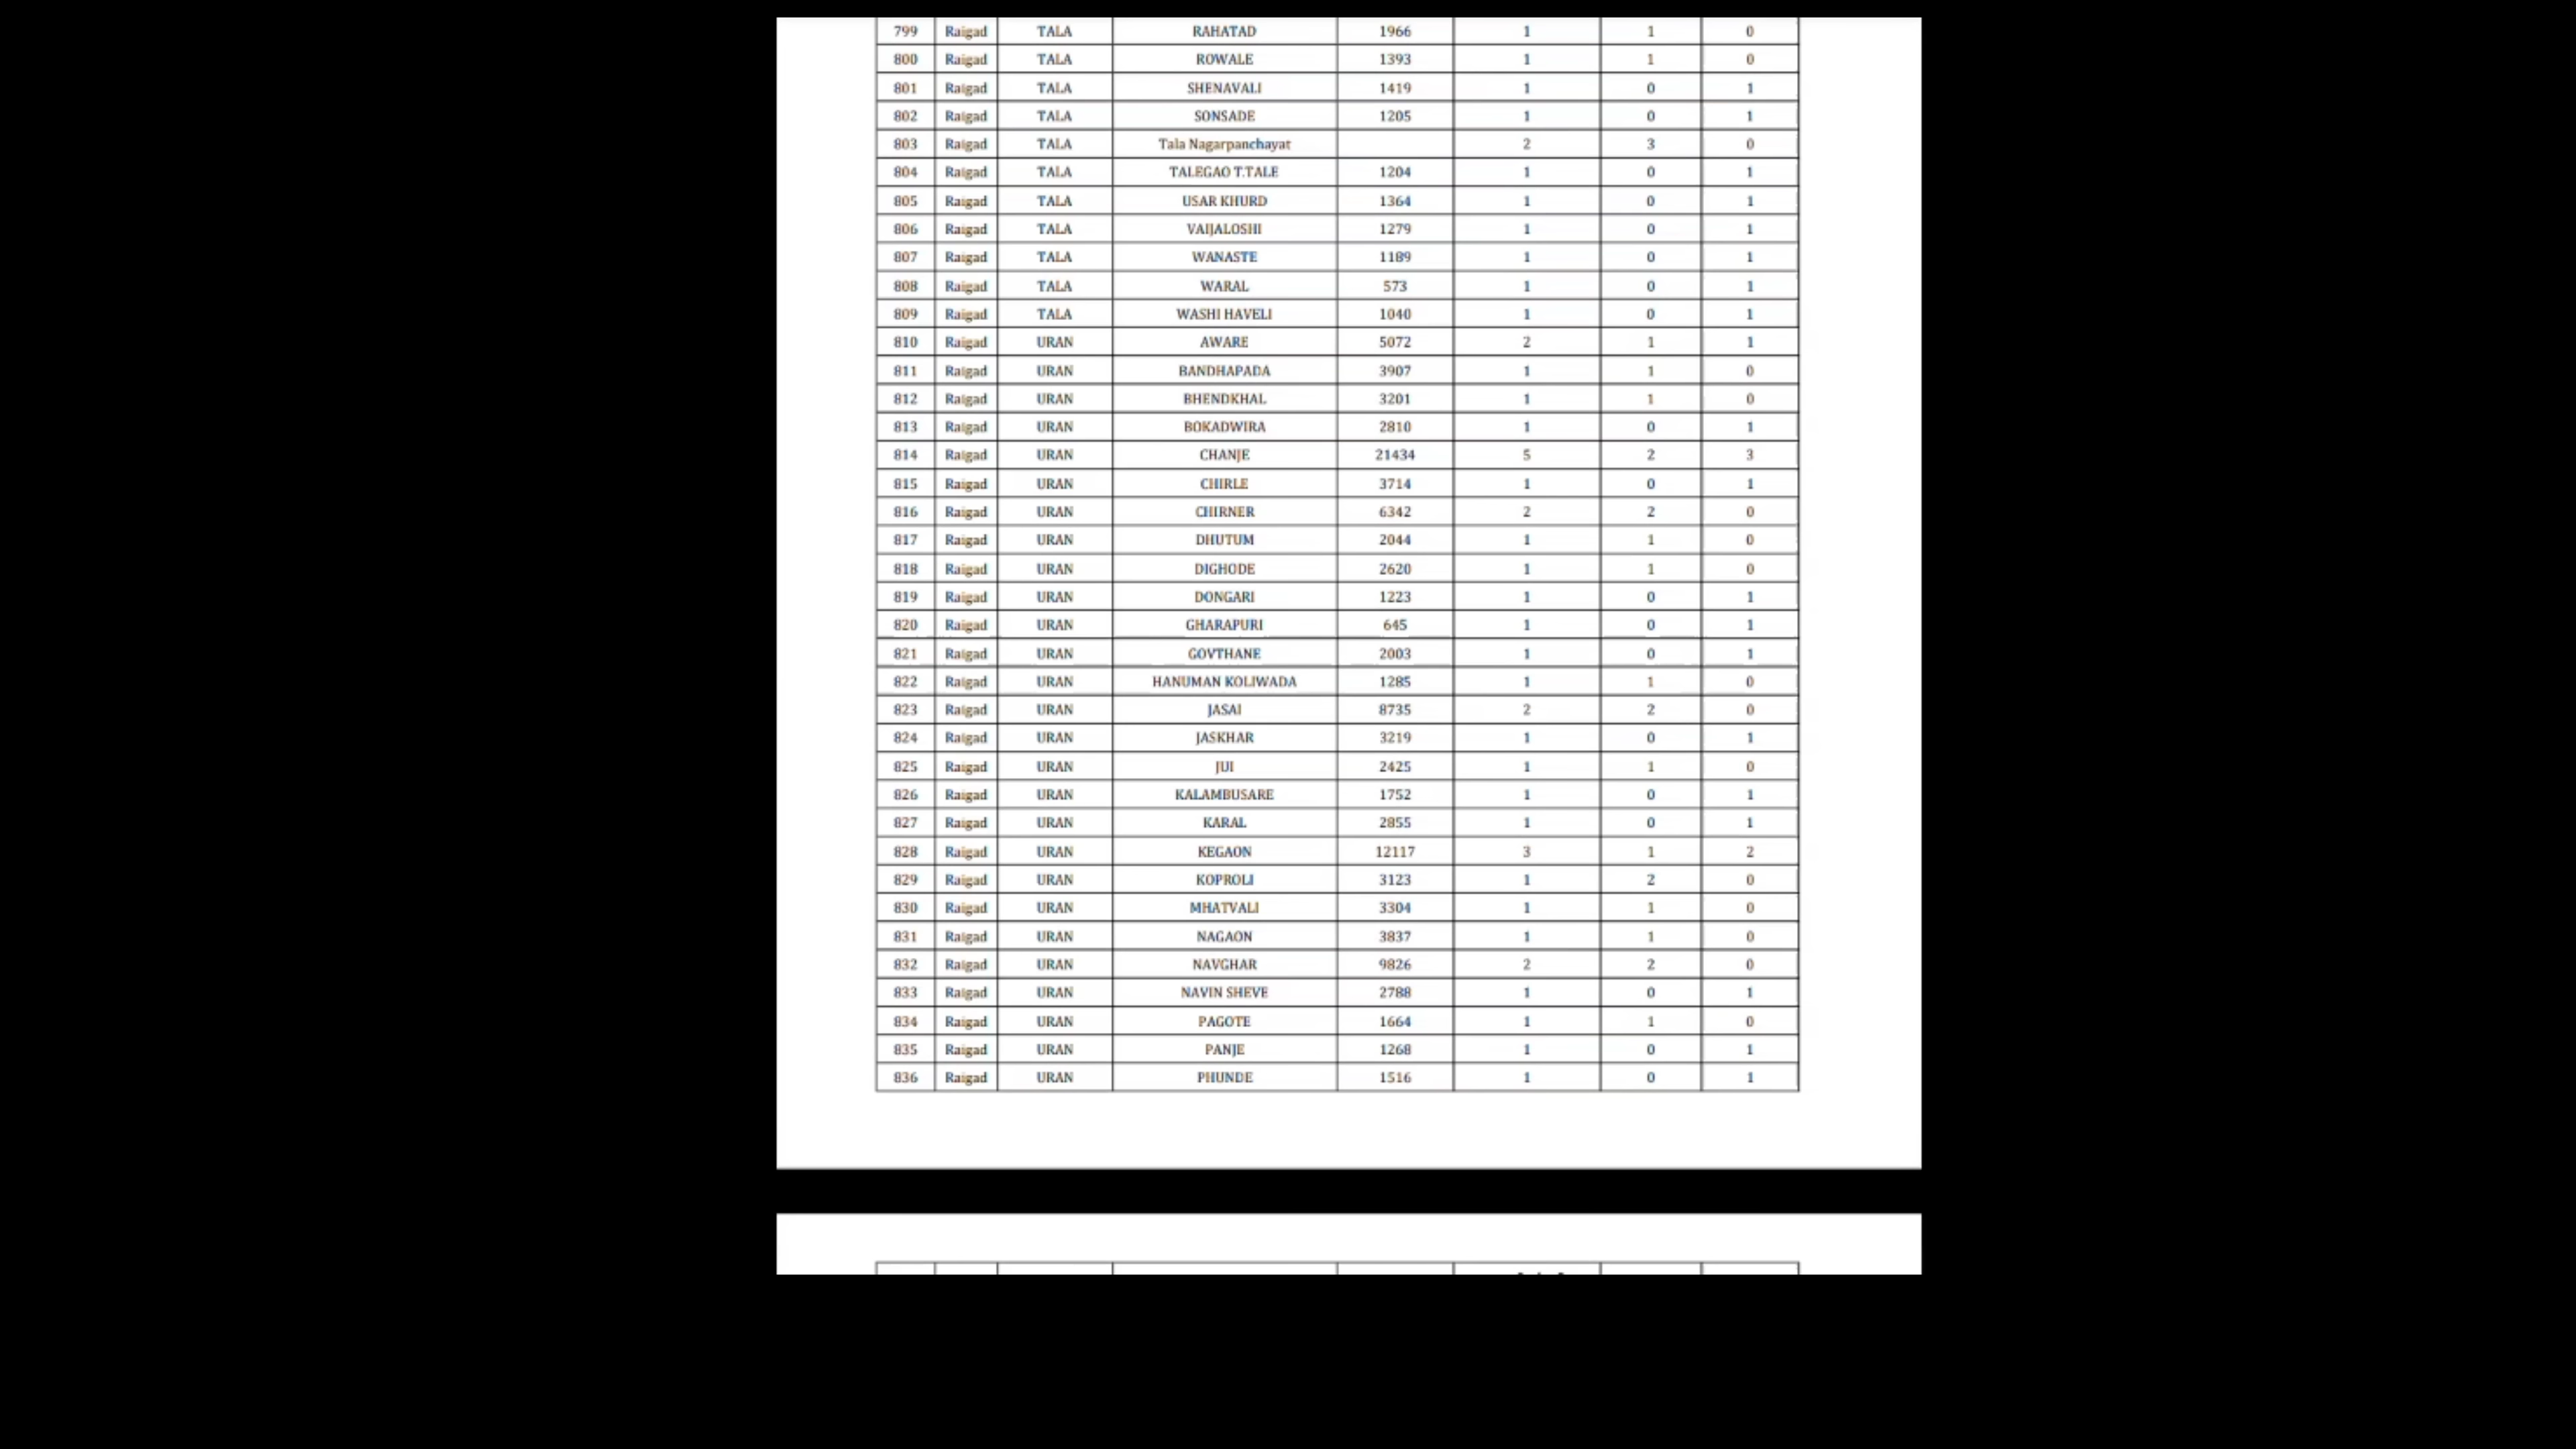 799 Raigad TALA RAHATAD 1966 1 1 0
800 Raigad TALA ROWALE 1393 1 1 0
801 Raigad TALA SHENAVALI 1419 1 0 1
802 Raigad TALA SONSADE 1205 1 0 1
803 Raigad TALA Tala Nagarpanchayat 2 3 0
804 Raigad TALA TALEGAO T.TALE 1204 1 0 1
805 Raigad TALA USAR KHURD 1364 1 0 1
806 Raigad TALA VAIJALOSHI 1279 1 0 1
807 Raigad TALA WANASTE 1189 1 0 1
808 Raigad TALA WARAL 573 1 0 1
809 Raigad TALA WASHI HAVELI 1040 1 0 1
810 Raigad URAN AWARE 5072 2 1 1
811 Raigad URAN BANDHAPADA 3907 1 1 0
812 Raigad URAN BHENDKHAL 3201 1 1 0
813 Raigad URAN BOKADWIRA 2810 1 0 1
814 Raigad URAN CHANJE 21434 5 2 3
815 Raigad URAN CHIRLE 3714 1 0 1
816 Raigad URAN CHIRNER 6342 2 2 0
817 Raigad URAN DHUTUM 2044 1 1 0
818 Raigad URAN DIGHODE 2620 1 1 0
819 Raigad URAN DONGARI 1223 1 0 1
820 Raigad URAN GHARAPURI 645 1 0 1
821 Raigad URAN GOVTHANE 2003 1 0 1
822 Raigad URAN HANUMAN KOLIWADA 1285 1 1 0
823 Raigad URAN JASAI 8735 2 2 0
824 Raigad URAN JASKHAR 3219 1 0 1
825 Raigad URAN JUI 2425 1 1 0
826 Raigad URAN KALAMBUSARE 1752 1 0 1
827 Raigad URAN KARAL 2855 1 0 1
828 Raigad URAN KEGAON 12117 3 1 2
829 Raigad URAN KOPROLI 3123 1 2 0
830 Raigad URAN MHATVALI 3304 1 1 0
831 Raigad URAN NAGAON 3837 1 1 0
832 Raigad URAN NAVGHAR 9826 2 2 0
833 Raigad URAN NAVIN SHEVE 2788 1 0 1
834 Raigad URAN PAGOTE 1664 1 1 0
835 Raigad URAN PANJE 1268 1 0 1
836 Raigad URAN PHUNDE 1516 1 0 1